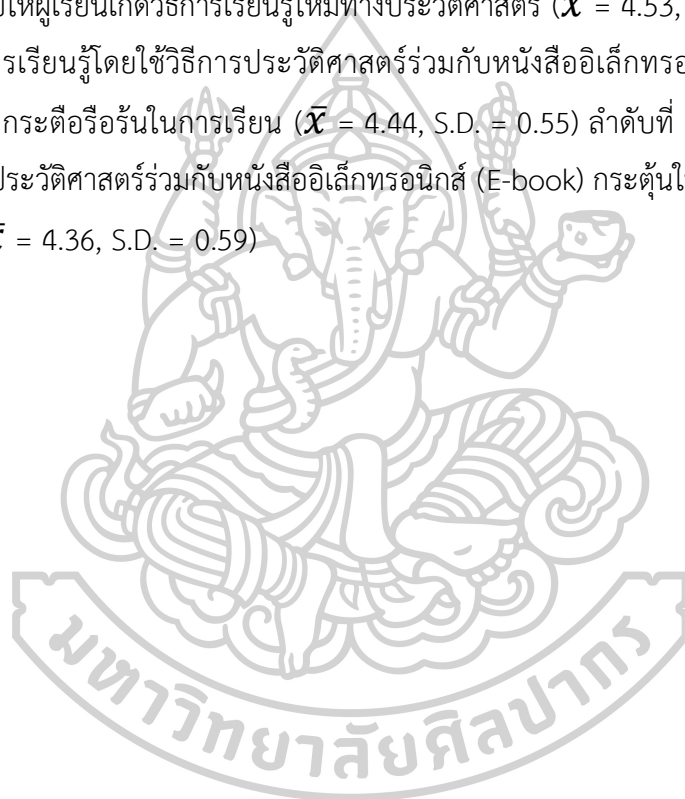 ให้ผู้เรียนเกิดวิธีการเรียนรู้ใหม่ทางประวัติศาสตร์ (x̄ = 4.53,
รเรียนรู้โดยใช้วิธีการประวัติศาสตร์ร่วมกับหนังสืออิเล็กทรอ
กระตือรือร้นในการเรียน (x̄ = 4.44, S.D. = 0.55) ลำดับที่
ประวัติศาสตร์ร่วมกับหนังสืออิเล็กทรอนิกส์ (E-book) กระตุ้นใ
= 4.36, S.D. = 0.59)
มหาวิทยาลัยศิลปากร